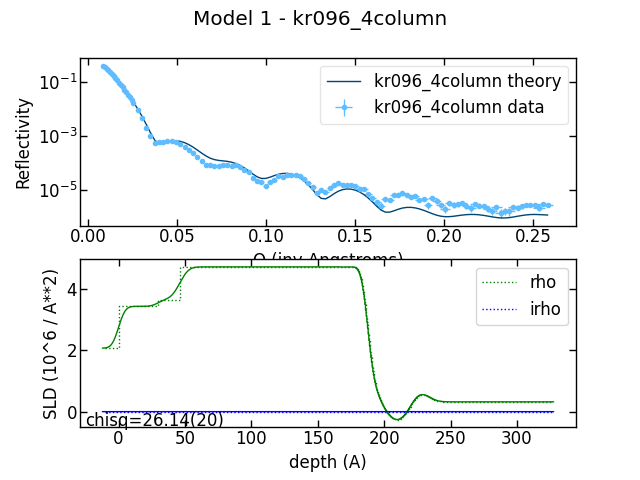 Model 1 - kr096_4column
Reflectivity
10^-1
10^-3
10^-5
kr096_4column theory
kr096_4column data
0.00 0.05 0.10 0.15 0.20 0.25
Q (inv Angstroms)
SLD (10^6 / A**2)
4
2
0
rho
irho
chisq=26.14(20)
0 50 100 150 200 250 300
depth (A)